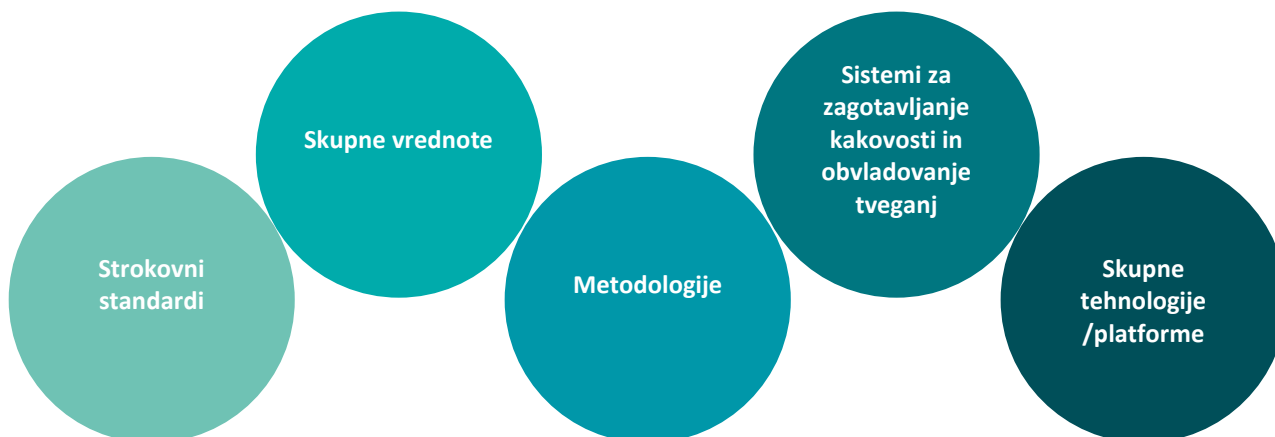 Strokovni
standardi
Skupne vrednote
Metodologije
Sistemi za
zagotavljanje
kakovosti in
obvladovanje
tveganj
Skupne
tehnologije
/platforme